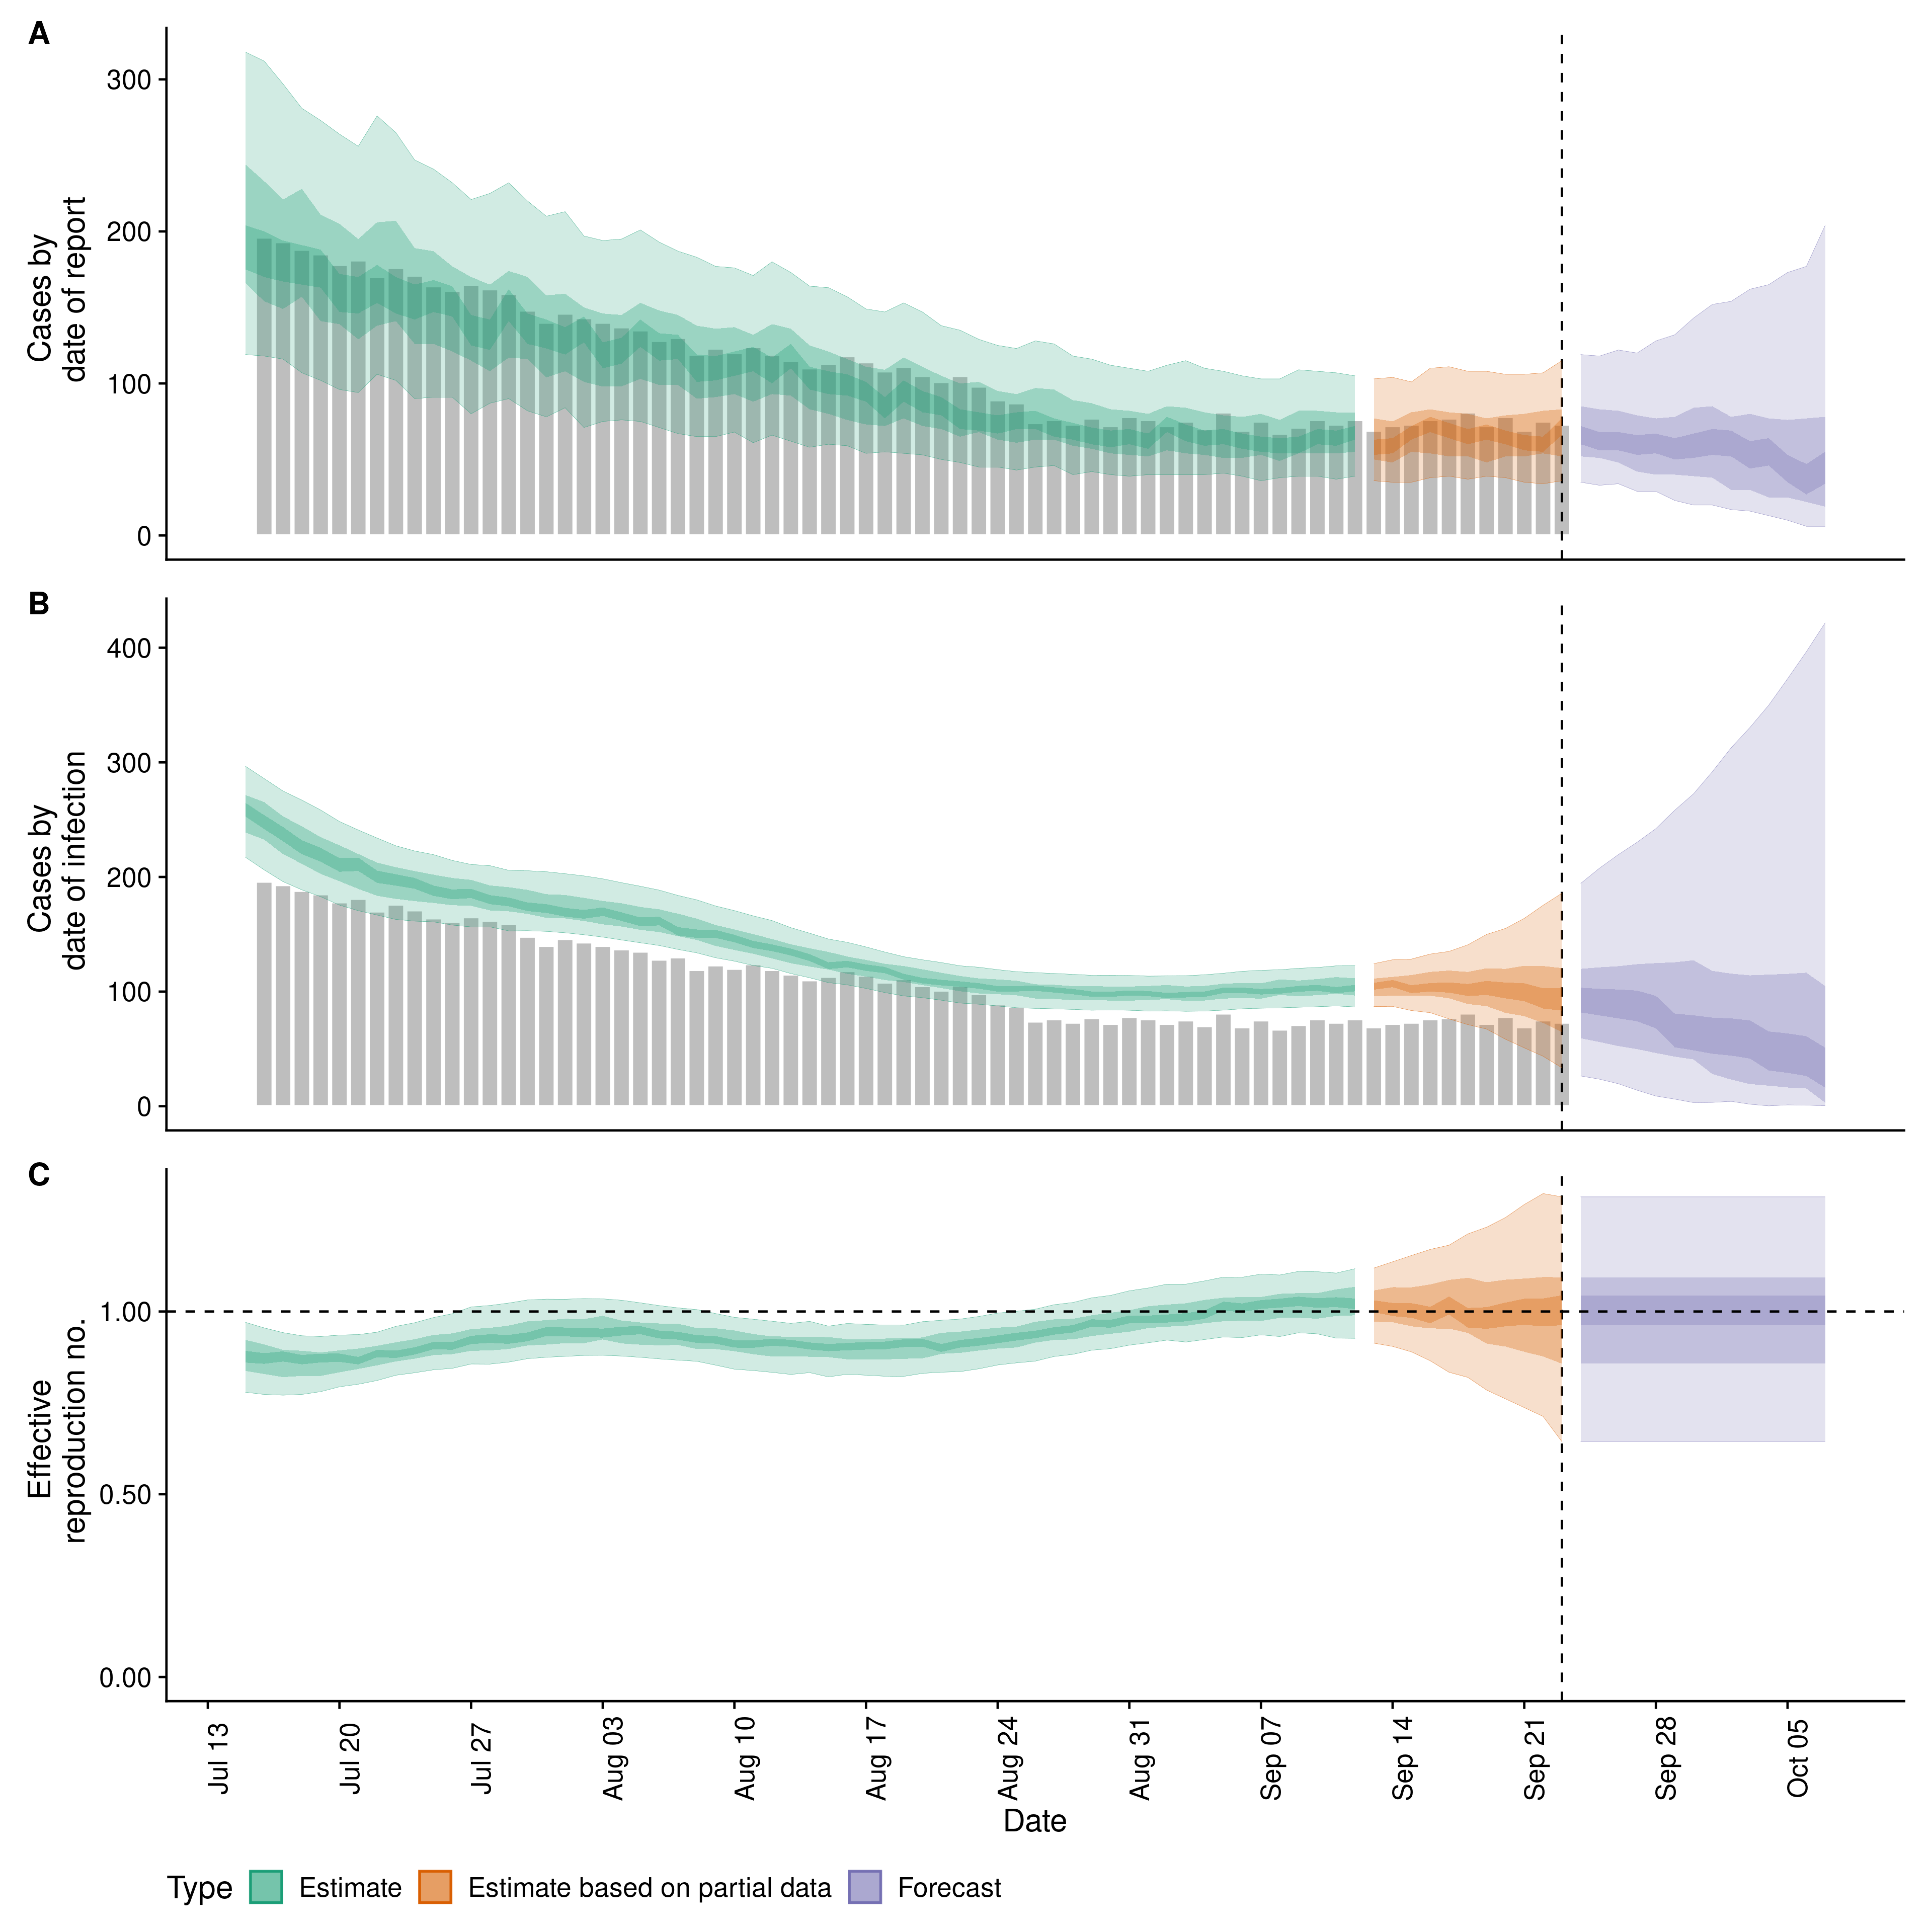 A
Cases by
date of report
300
200
100
0
B
Cases by
date of infection
400
300
200
100
0
C
Effective
reproduction no.
1.00
0.50
0.00
Jul 13
Jul 20
Jul 27
Aug 03
Aug 10
Aug 17
Aug 24
Aug 31
Sep 07
Sep 14
Sep 21
Sep 28
Oct 05
Date
Type Estimate Estimate based on partial data Forecast